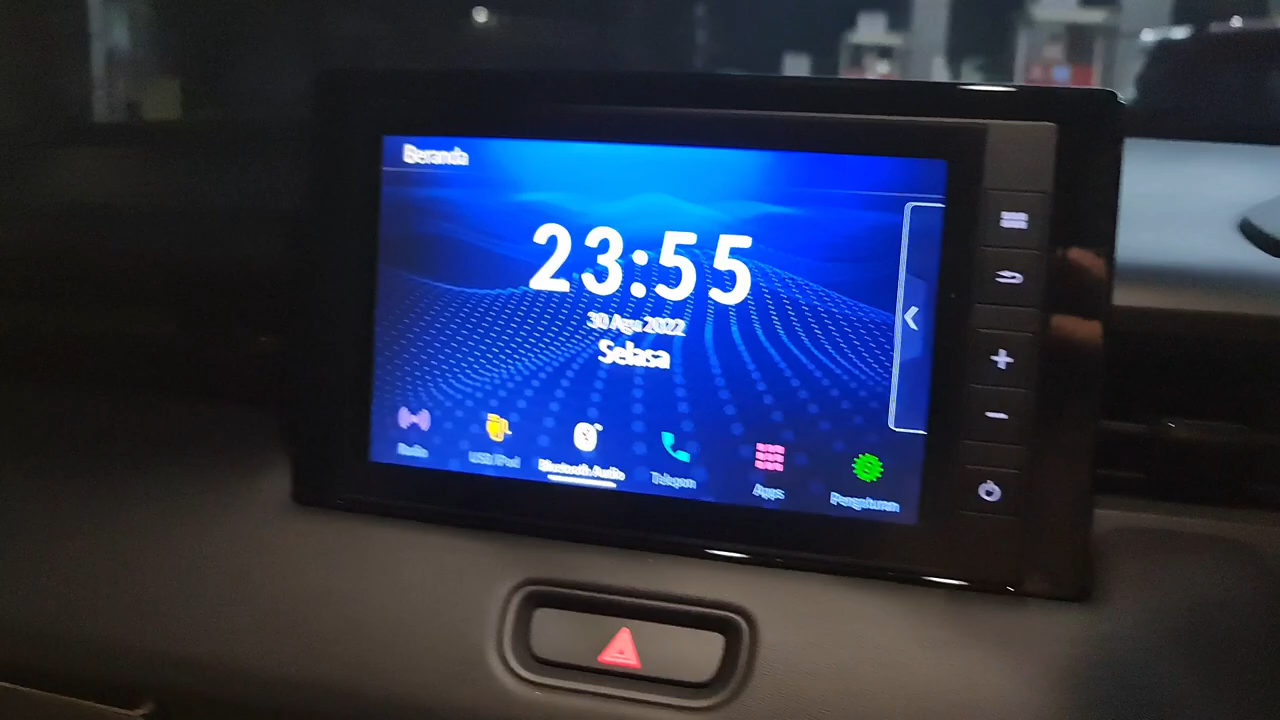 Beranda
23:55
30 Agu 2022
Selasa
Radio
USB/iPod
Bluetooth Audio
Telepon
Apps
Pengaturan